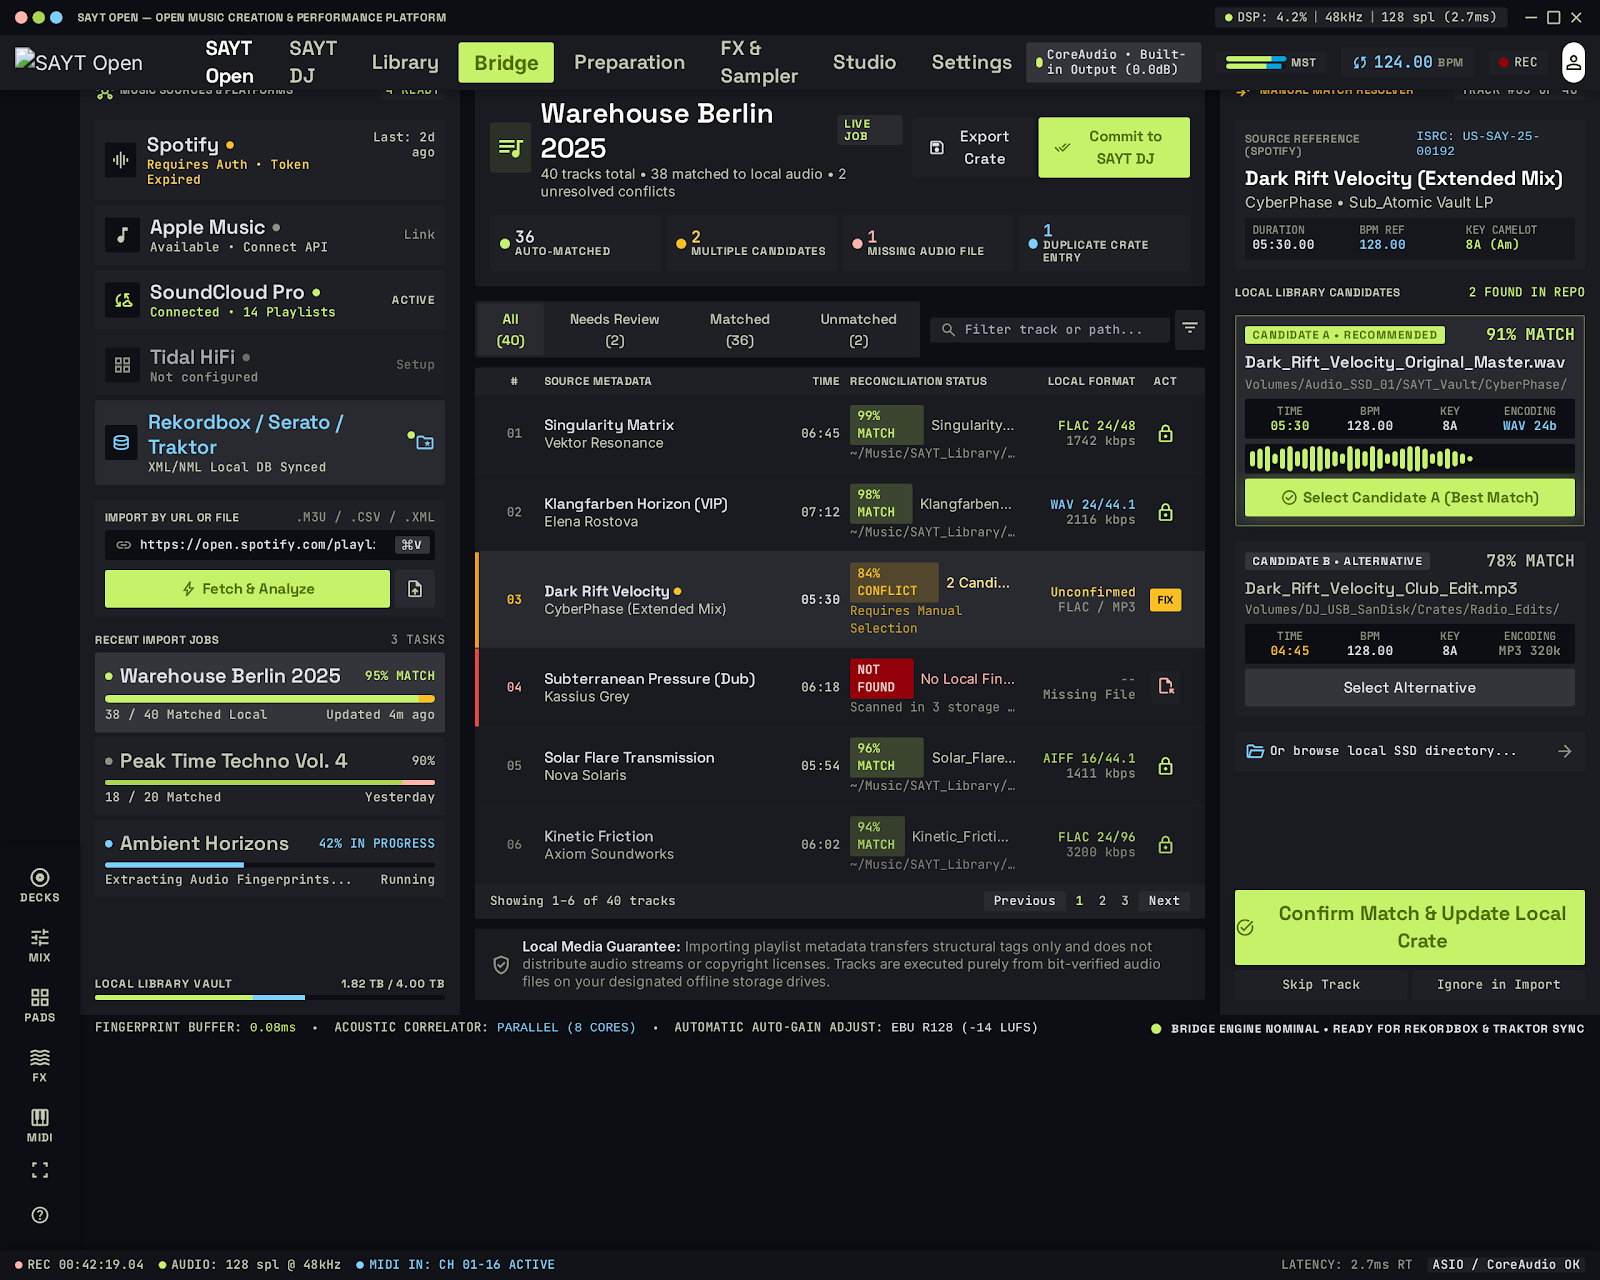 SAYT OPEN — OPEN MUSIC CREATION & PERFORMANCE PLATFORM
DSP: 4.2% | 48kHz | 128 spl (2.7ms)
SAYT Open
SAYT Open
SAYT DJ
Library
Bridge
Preparation
FX & Sampler
Studio
Settings
CoreAudio • Built-in Output (0.0dB)
MST
124.00 BPM
REC
MUSIC SOURCES & PLATFORMS
4 READY
Spotify
Requires Auth • Token Expired
Last: 2d ago
Apple Music
Available • Connect API
Link
SoundCloud Pro
Connected • 14 Playlists
ACTIVE
Tidal HiFi
Not configured
Setup
Rekordbox / Serato / Traktor
XML/NML Local DB Synced
IMPORT BY URL OR FILE
.M3U / .CSV / .XML
https://open.spotify.com/playl
⌘V
Fetch & Analyze
RECENT IMPORT JOBS
3 TASKS
Warehouse Berlin 2025
95% MATCH
38 / 40 Matched Local
Updated 4m ago
Peak Time Techno Vol. 4
90%
18 / 20 Matched
Yesterday
Ambient Horizons
42% IN PROGRESS
Extracting Audio Fingerprints...
Running
LOCAL LIBRARY VAULT
1.82 TB / 4.00 TB
DECKS
MIX
PADS
FX
MIDI
Warehouse Berlin 2025
LIVE JOB
40 tracks total • 38 matched to local audio • 2 unresolved conflicts
Export Crate
Commit to SAYT DJ
36
AUTO-MATCHED
2
MULTIPLE CANDIDATES
1
MISSING AUDIO FILE
1
DUPLICATE CRATE ENTRY
All (40)
Needs Review (2)
Matched (36)
Unmatched (2)
Filter track or path...
#
SOURCE METADATA
TIME
RECONCILIATION STATUS
LOCAL FORMAT
ACT
01
Singularity Matrix
Vektor Resonance
06:45
99% MATCH
Singularity...
~/Music/SAYT_Library/…
FLAC 24/48
1742 kbps
02
Klangfarben Horizon (VIP)
Elena Rostova
07:12
98% MATCH
Klangfarben...
~/Music/SAYT_Library/…
WAV 24/44.1
2116 kbps
03
Dark Rift Velocity
CyberPhase (Extended Mix)
05:30
84% CONFLICT
2 Candi...
Requires Manual Selection
Unconfirmed
FLAC / MP3
FIX
04
Subterranean Pressure (Dub)
Kassius Grey
06:18
NOT FOUND
No Local Fin...
Scanned in 3 storage …
--
Missing File
05
Solar Flare Transmission
Nova Solaris
05:54
96% MATCH
Solar_Flare...
~/Music/SAYT_Library/…
AIFF 16/44.1
1411 kbps
06
Kinetic Friction
Axiom Soundworks
06:02
94% MATCH
Kinetic_Fricti...
~/Music/SAYT_Library/…
FLAC 24/96
3200 kbps
Showing 1–6 of 40 tracks
Previous
1
2
3
Next
Local Media Guarantee: Importing playlist metadata transfers structural tags only and does not
distribute audio streams or copyright licenses. Tracks are executed purely from bit-verified audio
files on your designated offline storage drives.
MANUAL MATCH RESOLVER
TRACK #03 OF 40
SOURCE REFERENCE (SPOTIFY)
ISRC: US-SAY-25-00192
Dark Rift Velocity (Extended Mix)
CyberPhase • Sub_Atomic Vault LP
DURATION
05:30.00
BPM REF
128.00
KEY CAMELOT
8A (Am)
LOCAL LIBRARY CANDIDATES
2 FOUND IN REPO
CANDIDATE A • RECOMMENDED
91% MATCH
Dark_Rift_Velocity_Original_Master.wav
Volumes/Audio_SSD_01/SAYT_Vault/CyberPhase/
TIME
05:30
BPM
128.00
KEY
8A
ENCODING
WAV 24b
Select Candidate A (Best Match)
CANDIDATE B • ALTERNATIVE
78% MATCH
Dark_Rift_Velocity_Club_Edit.mp3
Volumes/DJ_USB_SanDisk/Crates/Radio_Edits/
TIME
04:45
BPM
128.00
KEY
8A
ENCODING
MP3 320k
Select Alternative
Or browse local SSD directory...
Confirm Match & Update Local Crate
Skip Track
Ignore in Import
FINGERPRINT BUFFER: 0.08ms • ACOUSTIC CORRELATOR: PARALLEL (8 CORES) • AUTOMATIC AUTO-GAIN ADJUST: EBU R128 (-14 LUFS)
BRIDGE ENGINE NOMINAL • READY FOR REKORDBOX & TRAKTOR SYNC
REC 00:42:19.04
AUDIO: 128 spl @ 48kHz
MIDI IN: CH 01-16 ACTIVE
LATENCY: 2.7ms RT
ASIO / CoreAudio OK